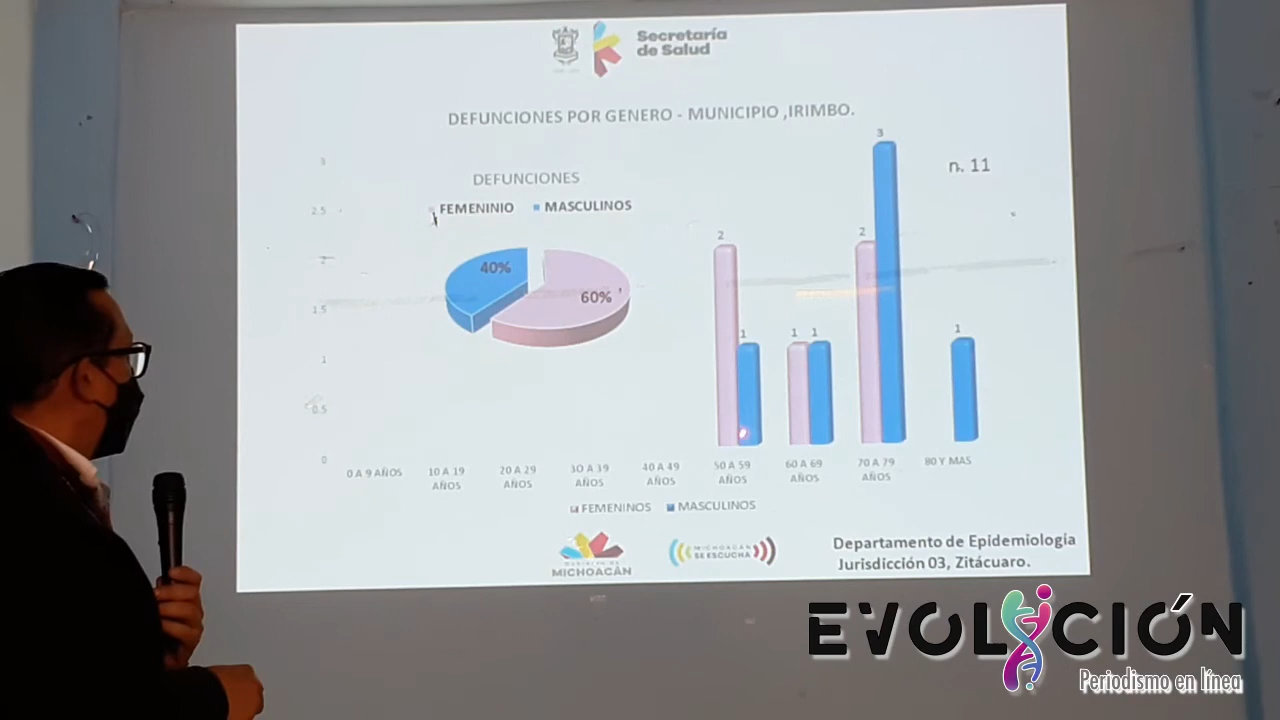 Secretaría
de Salud
DEFUNCIONES POR GENERO - MUNICIPIO ,IRIMBO.
n. 11
DEFUNCIONES
FEMENINIO MASCULINOS
40%
60%
3
2.5
2
1.5
1
0.5
0
2
1
1
1
2
3
1
0 A 9 AÑOS
10 A 19
AÑOS
20 A 29
AÑOS
30 A 39
AÑOS
40 A 49
AÑOS
50 A 59
AÑOS
60 A 69
AÑOS
70 A 79
AÑOS
80 Y MAS
FEMENINOS MASCULINOS
MICHOACÁN
MICHOACÁN
SE ESCUCHA
Departamento de Epidemiologia
Jurisdicción 03, Zitácuaro.
EVOLUCIÓN
Periodismo en línea